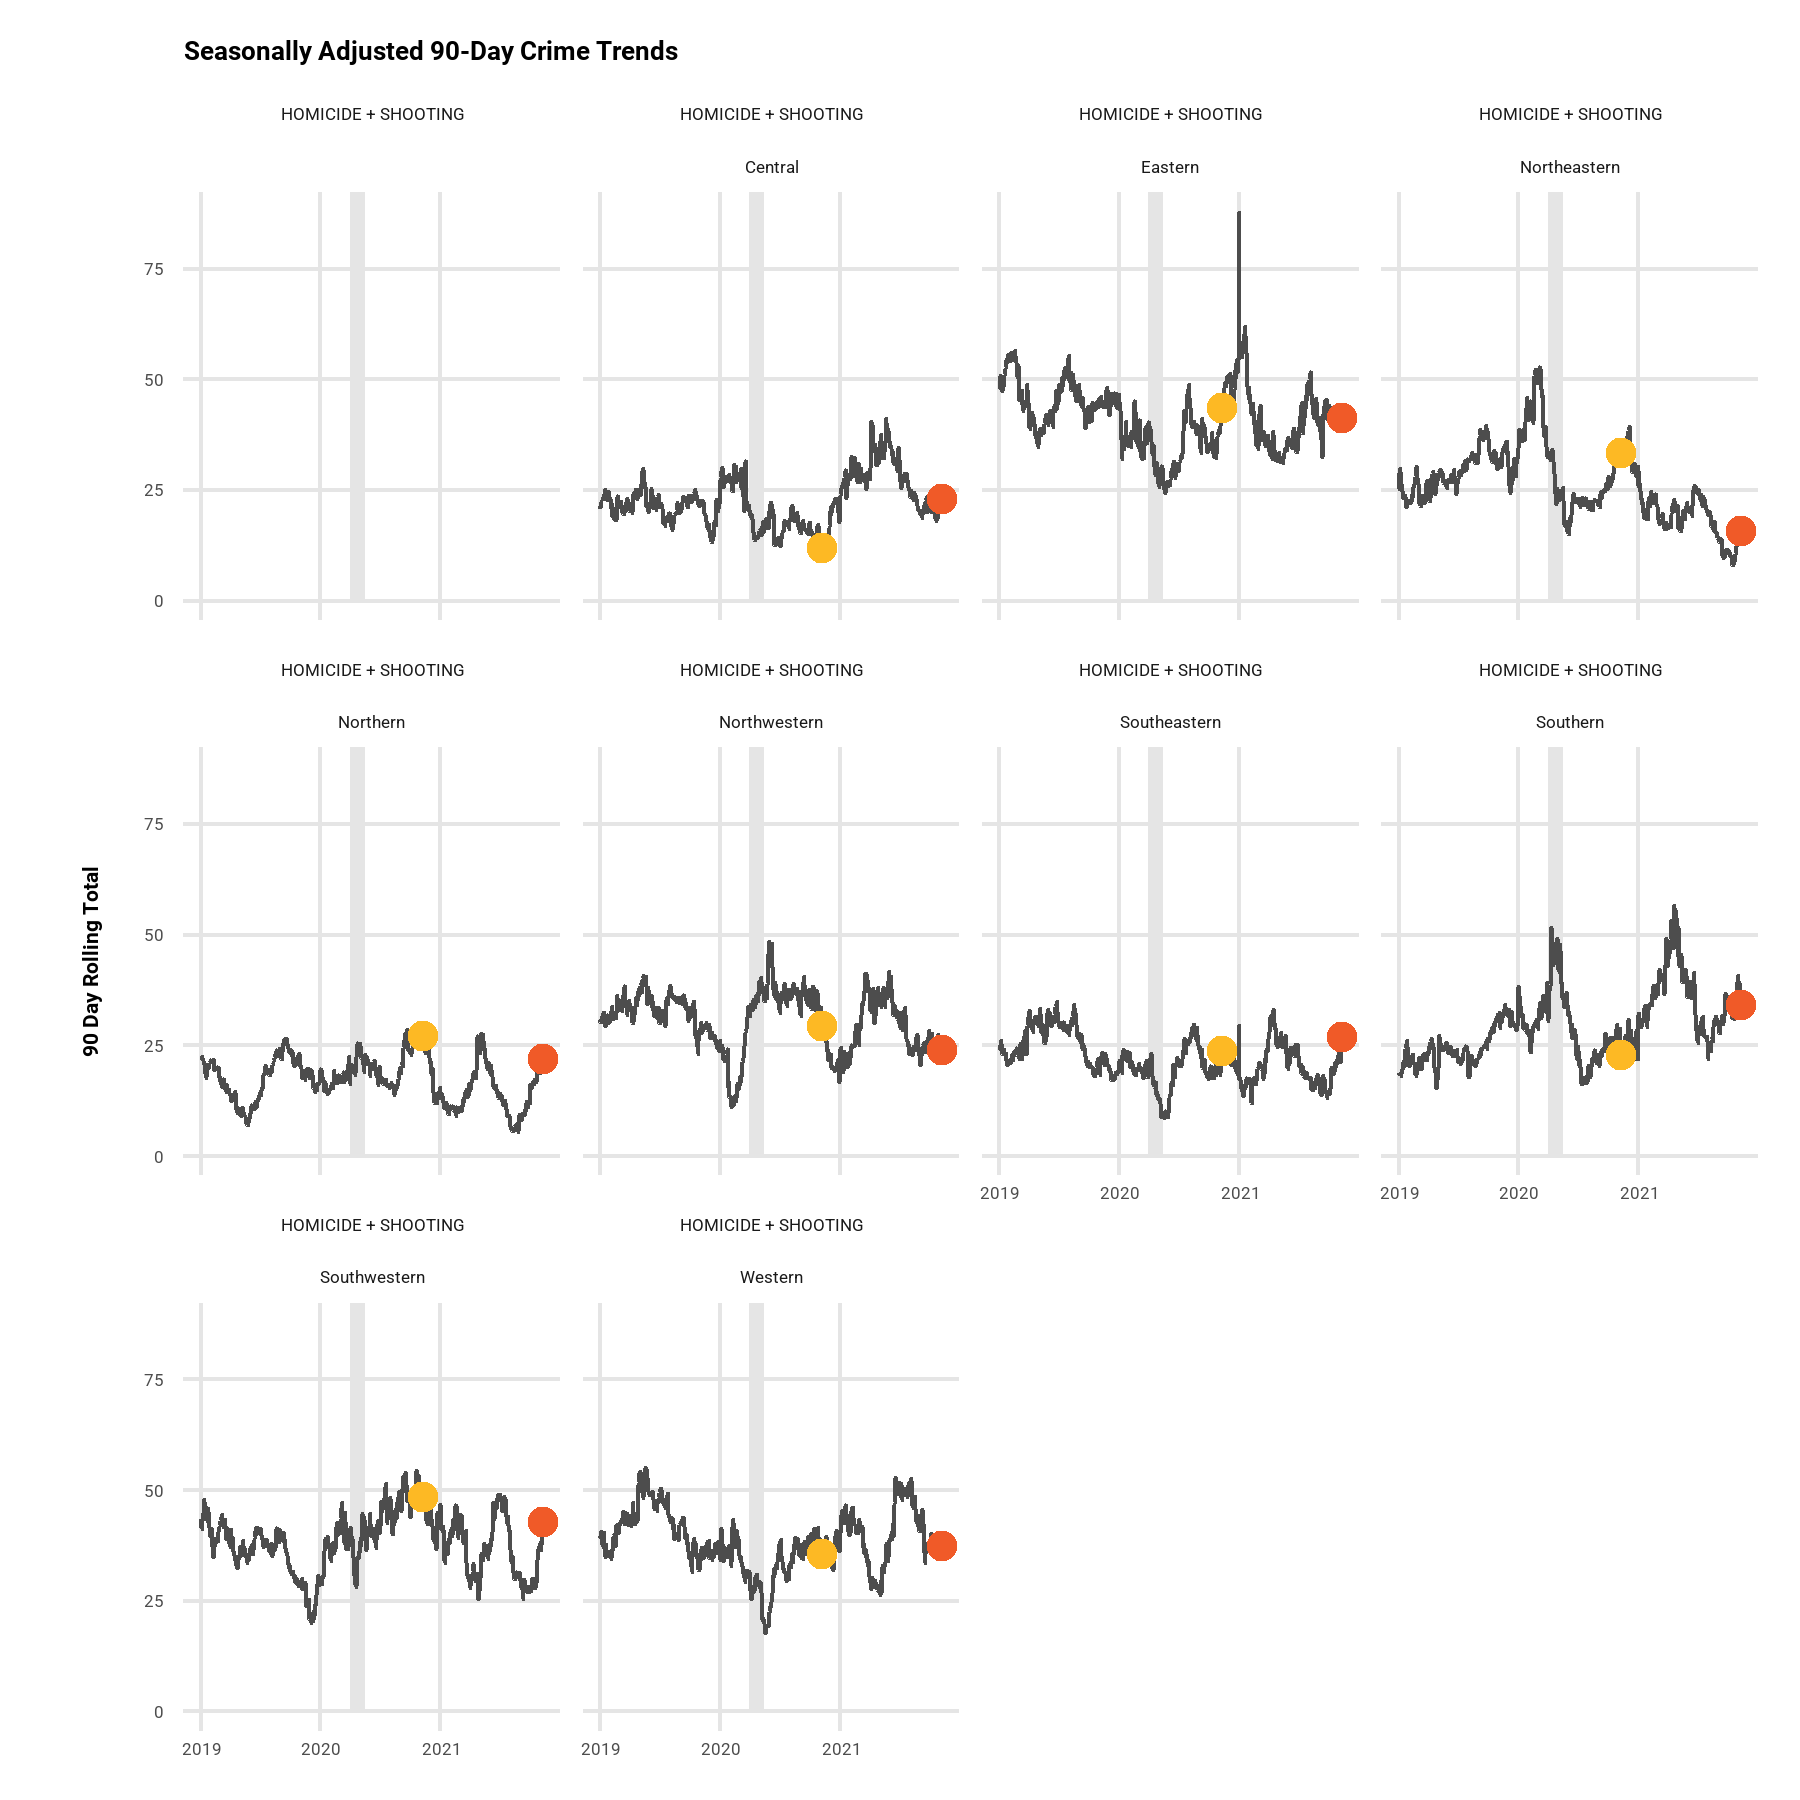 Seasonally Adjusted 90-Day Crime Trends
HOMICIDE + SHOOTING
HOMICIDE + SHOOTING
HOMICIDE + SHOOTING
HOMICIDE + SHOOTING
Central
Eastern
Northeastern
75
50
25
0
HOMICIDE + SHOOTING
HOMICIDE + SHOOTING
HOMICIDE + SHOOTING
HOMICIDE + SHOOTING
Northern
Northwestern
Southeastern
Southern
90 Day Rolling Total
75
50
25
0
2019 2020 2021
2019 2020 2021
HOMICIDE + SHOOTING
HOMICIDE + SHOOTING
Southwestern
Western
75
50
25
0
2019 2020 2021
2019 2020 2021